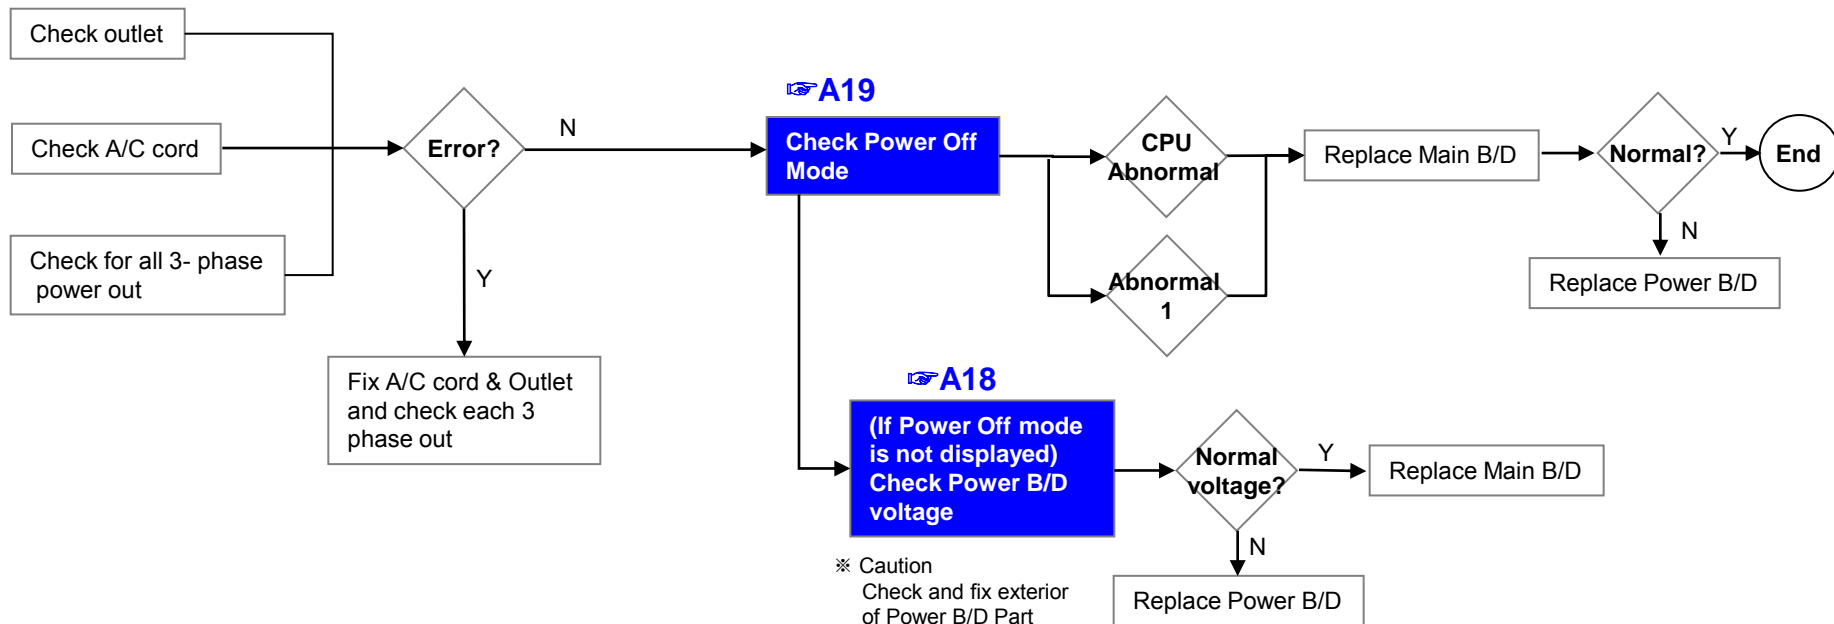 Check outlet
Check A/C cord
Check for all 3- phase
power out
Error?
N
Y
Fix A/C cord & Outlet
and check each 3
phase out
☞A19
Check Power Off
Mode
CPU
Abnormal
Abnormal
1
Replace Main B/D
Normal?
Y
End
N
Replace Power B/D
☞A18
(If Power Off mode
is not displayed)
Check Power B/D
voltage
※ Caution
Check and fix exterior
of Power B/D Part
Normal
voltage?
Y
Replace Main B/D
N
Replace Power B/D